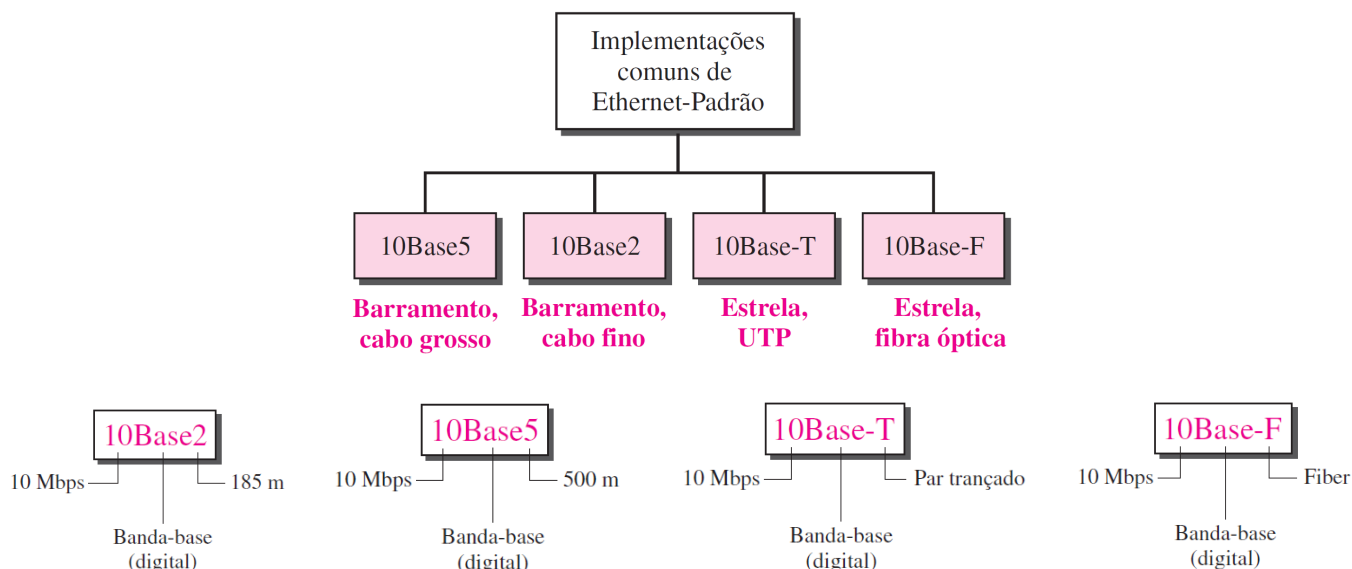 Implementações
comuns de
Ethernet-Padrão
10Base5
10Base2
10Base-T
10Base-F
Barramento,
cabo grosso
Barramento,
cabo fino
Estrela,
UTP
Estrela,
fibra óptica
10Base2
10 Mbps
185 m
Banda-base
(digital)
10Base5
10 Mbps
500 m
Banda-base
(digital)
10Base-T
10 Mbps
Par trançado
Banda-base
(digital)
10Base-F
10 Mbps
Fiber
Banda-base
(digital)